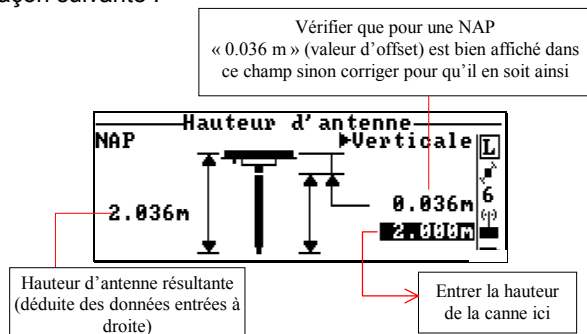 açon suivante :
Vérifier que pour une NAP
« 0.036 m » (valeur d'offset) est bien affiché dans
ce champ sinon corriger pour qu'il en soit ainsi
Hauteur d'antenne
NAP
Verticale
L
6
2.036m
0.036m
2.000m
Hauteur d'antenne résultante
(déduite des données entrées à
droite)
Entrer la hauteur
de la canne ici